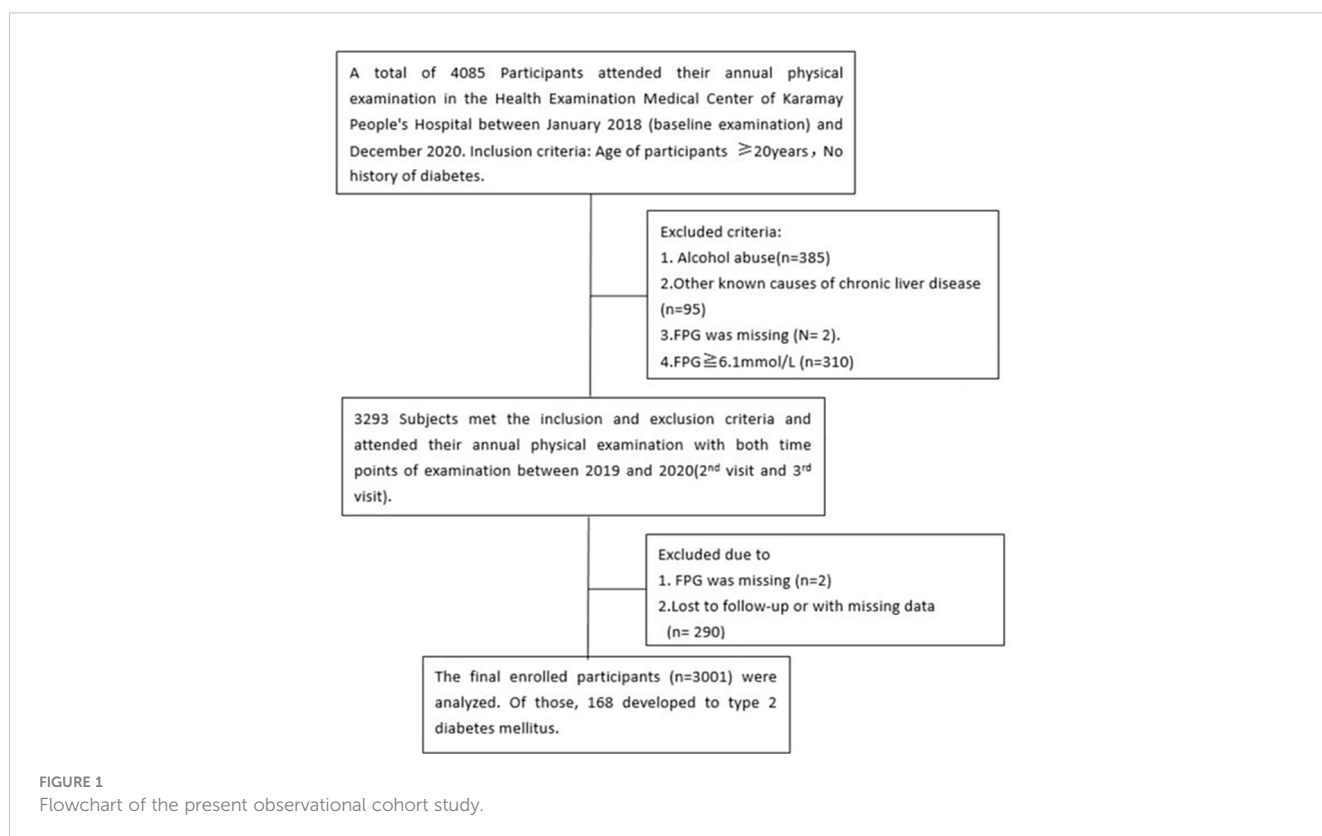 A total of 4085 Participants attended their annual physical
examination in the Health Examination Medical Center of Karamay
People's Hospital between January 2018 (baseline examination) and
December 2020. Inclusion criteria: Age of participants ≥20years，No
history of diabetes.
Excluded criteria:
1. Alcohol abuse(n=385)
2.Other known causes of chronic liver disease
(n=95)
3.FPG was missing (N= 2).
4.FPG≧6.1mmol/L (n=310)
3293 Subjects met the inclusion and exclusion criteria and
attended their annual physical examination with both time
points of examination between 2019 and 2020(2nd visit and 3rd
visit).
Excluded due to
1. FPG was missing (n=2)
2.Lost to follow-up or with missing data
(n= 290)
The final enrolled participants (n=3001) were
analyzed. Of those, 168 developed to type 2
diabetes mellitus.
FIGURE 1
Flowchart of the present observational cohort study.